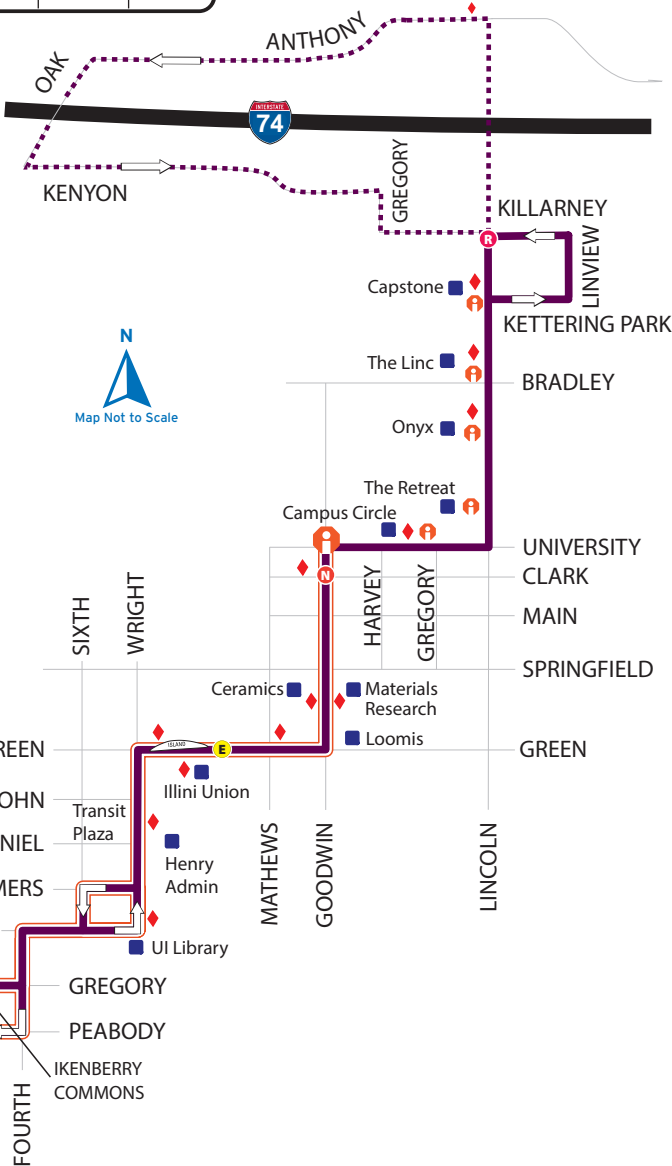 ANTHONY
OAK
INTERSTATE
74
KENYON
GREGORY
KILLARNEY
R
LINVIEW
Capstone
KETTERING PARK
N
Map Not to Scale
The Linc
BRADLEY
Onyx
The Retreat
Campus Circle
UNIVERSITY
N
CLARK
HARVEY
GREGORY
MAIN
SIXTH
WRIGHT
SPRINGFIELD
Ceramics
Materials
Research
Loomis
REEN
ISLAND
E
GREEN
Illini Union
OHN
Transit
Plaza
NIEL
Henry
Admin
MATHEWS
GOODWIN
LINCOLN
MERS
UI Library
GREGORY
PEABODY
IKENBERRY
COMMONS
FOURTH